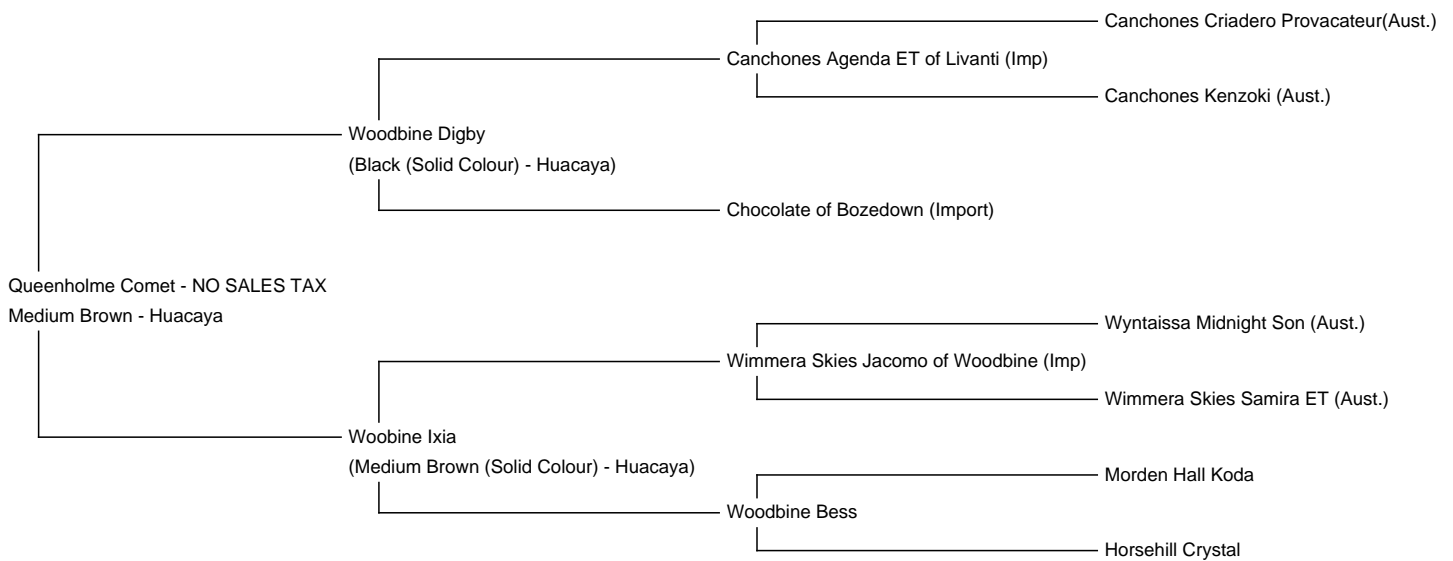 Canchones Criadero Provacateur(Aust.)
Canchones Agenda ET of Livanti (Imp)
Canchones Kenzoki (Aust.)
Woodbine Digby
(Black (Solid Colour) - Huacaya)
Chocolate of Bozedown (Import)
Queenholme Comet - NO SALES TAX
Medium Brown - Huacaya
Wyntaissa Midnight Son (Aust.)
Wimmera Skies Jacomo of Woodbine (Imp)
Wimmera Skies Samira ET (Aust.)
Woobine Ixia
(Medium Brown (Solid Colour) - Huacaya)
Morden Hall Koda
Woodbine Bess
Horsehill Crystal